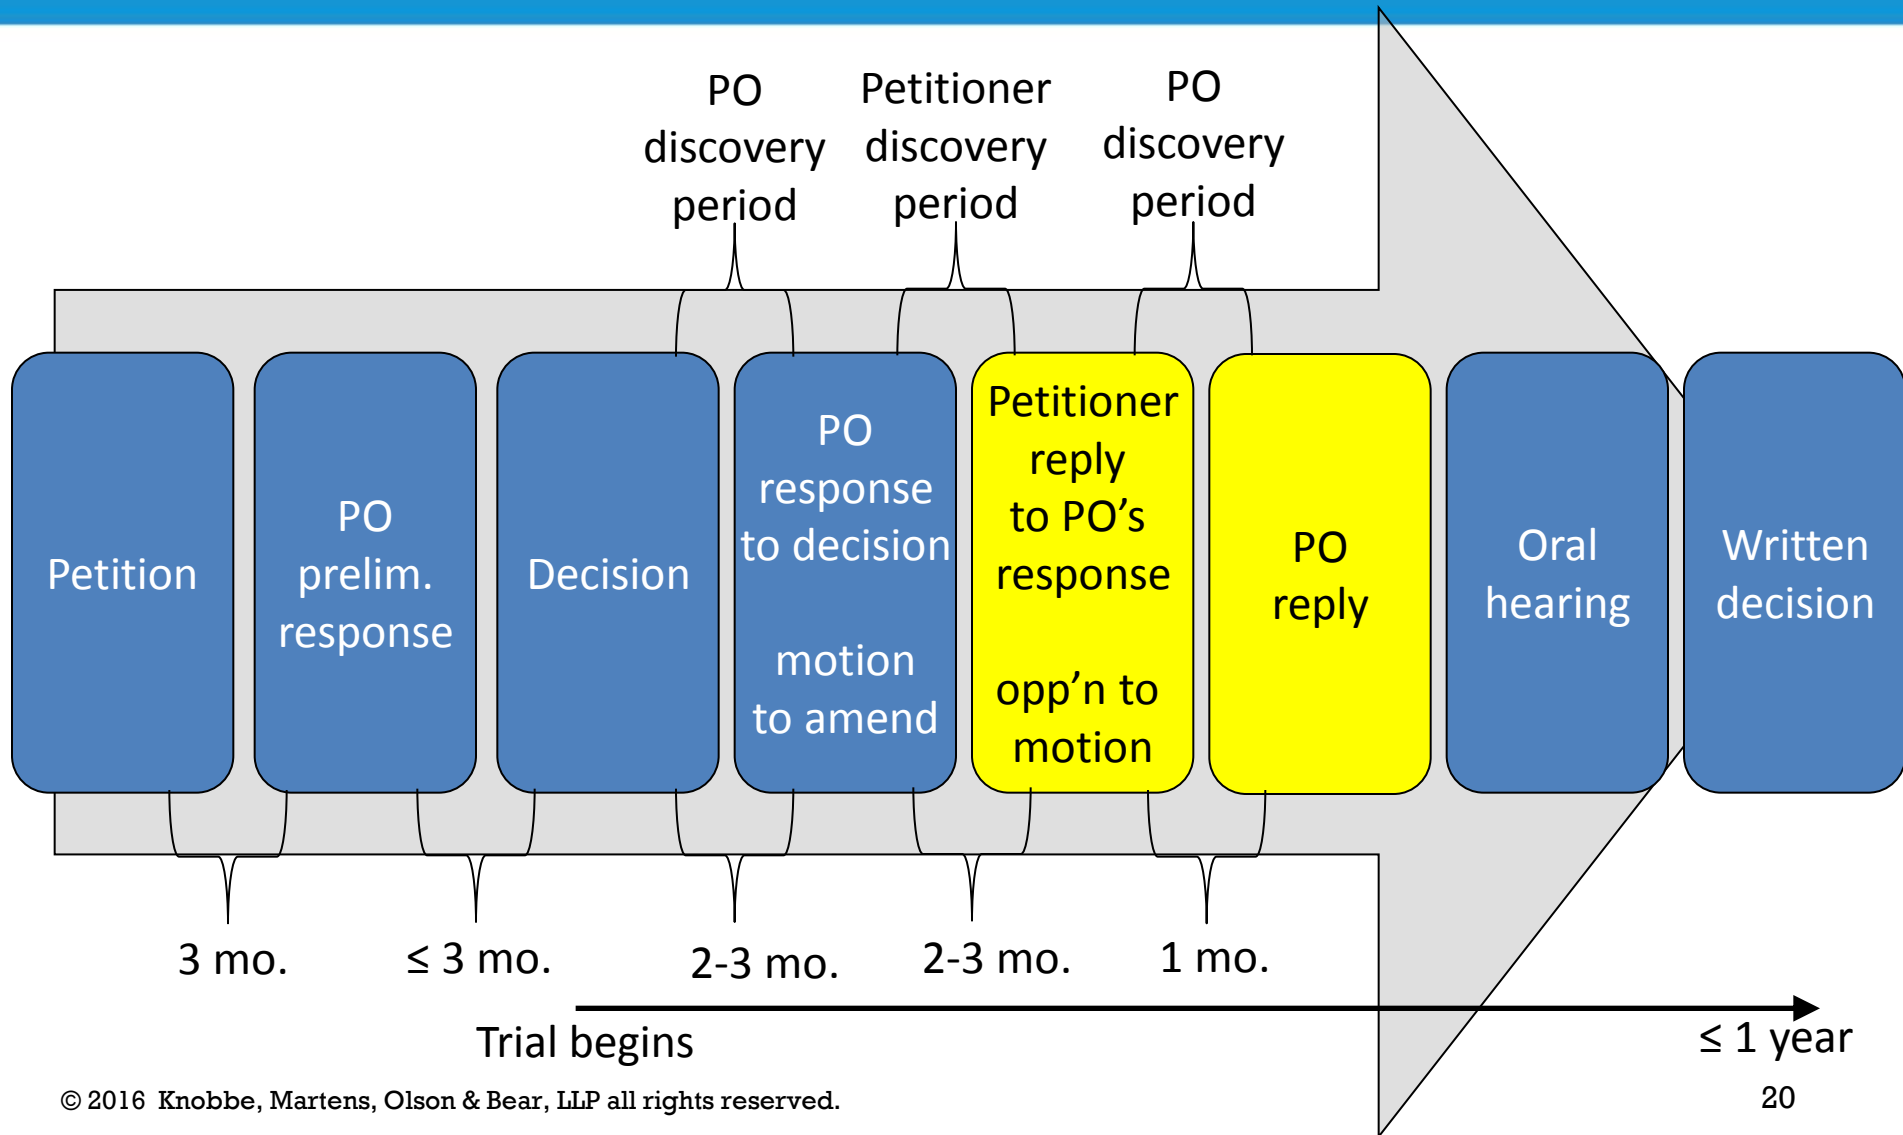 PO
discovery
period
Petitioner
discovery
period
PO
discovery
period
Petition
PO
prelim.
response
Decision
PO
response
to decision
motion
to amend
Petitioner
reply
to PO’s
response
opp’n to
motion
PO
reply
Oral
hearing
Written
decision
3 mo.
≤ 3 mo.
2-3 mo.
2-3 mo.
1 mo.
Trial begins
≤ 1 year
© 2016 Knobbe, Martens, Olson & Bear, LLP all rights reserved.
20